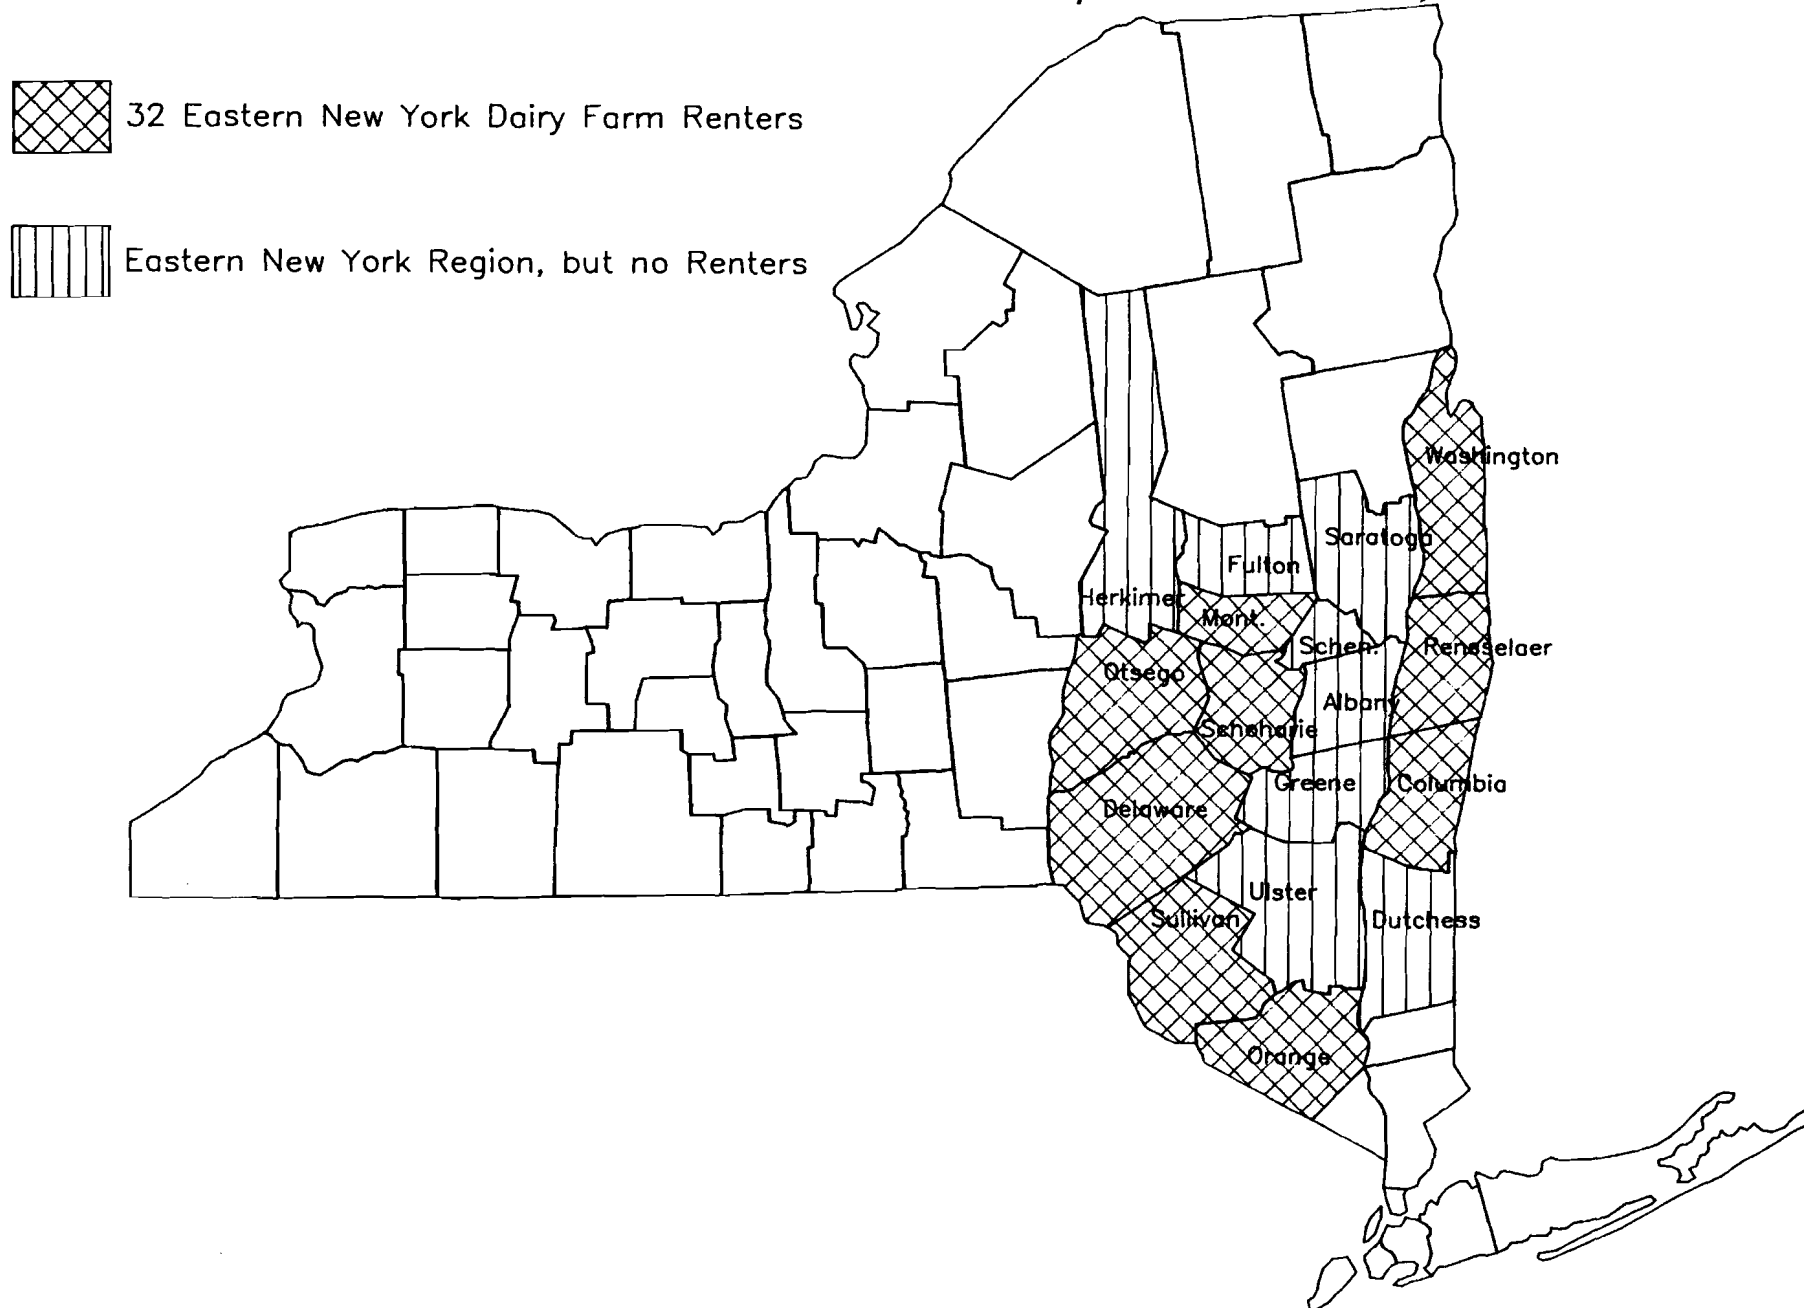 32 Eastern New York Dairy Farm Renters
Eastern New York Region, but no Renters
Washington
Saratoga
Fulton
Herkimer
Mont.
Schen.
Rensselaer
Otsego
Albany
Schoharie
Greene
Columbia
Delaware
Ulster
Sullivan
Dutchess
Orange